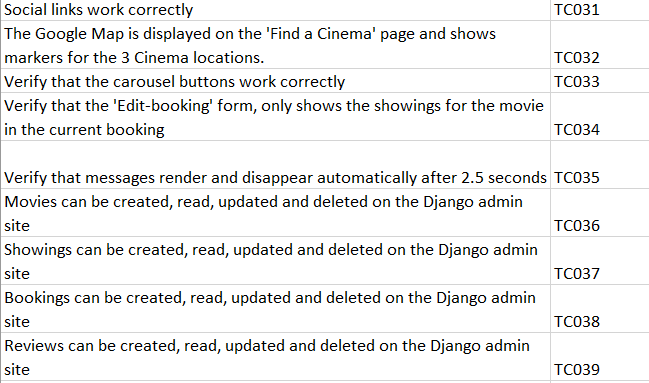 Social links work correctly TC031
The Google Map is displayed on the 'Find a Cinema' page and shows
markers for the 3 Cinema locations. TC032
Verify that the carousel buttons work correctly TC033
Verify that the 'Edit-booking' form, only shows the showings for the movie
in the current booking TC034
Verify that messages render and disappear automatically after 2.5 seconds TC035
Movies can be created, read, updated and deleted on the Django admin
site TC036
Showings can be created, read, updated and deleted on the Django admin
site TC037
Bookings can be created, read, updated and deleted on the Django admin
site TC038
Reviews can be created, read, updated and deleted on the Django admin
site TC039